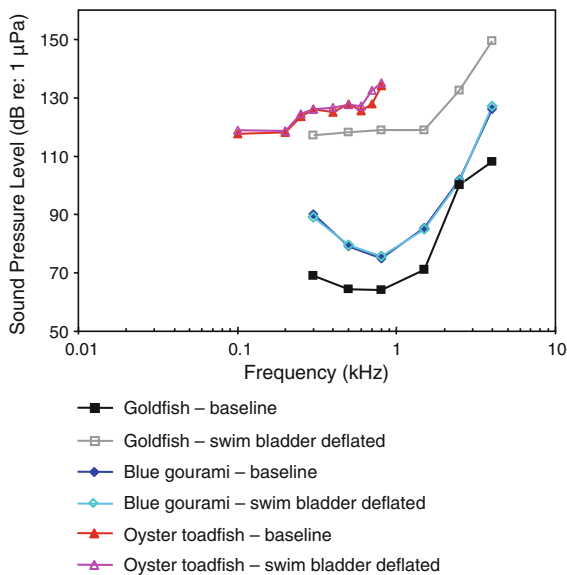 Sound Pressure Level (dB re: 1 µPa)
150
130
110
90
70
50
0.01
0.1
1
10
Frequency (kHz)
Goldfish – baseline
Goldfish – swim bladder deflated
Blue gourami – baseline
Blue gourami – swim bladder deflated
Oyster toadfish – baseline
Oyster toadfish – swim bladder deflated